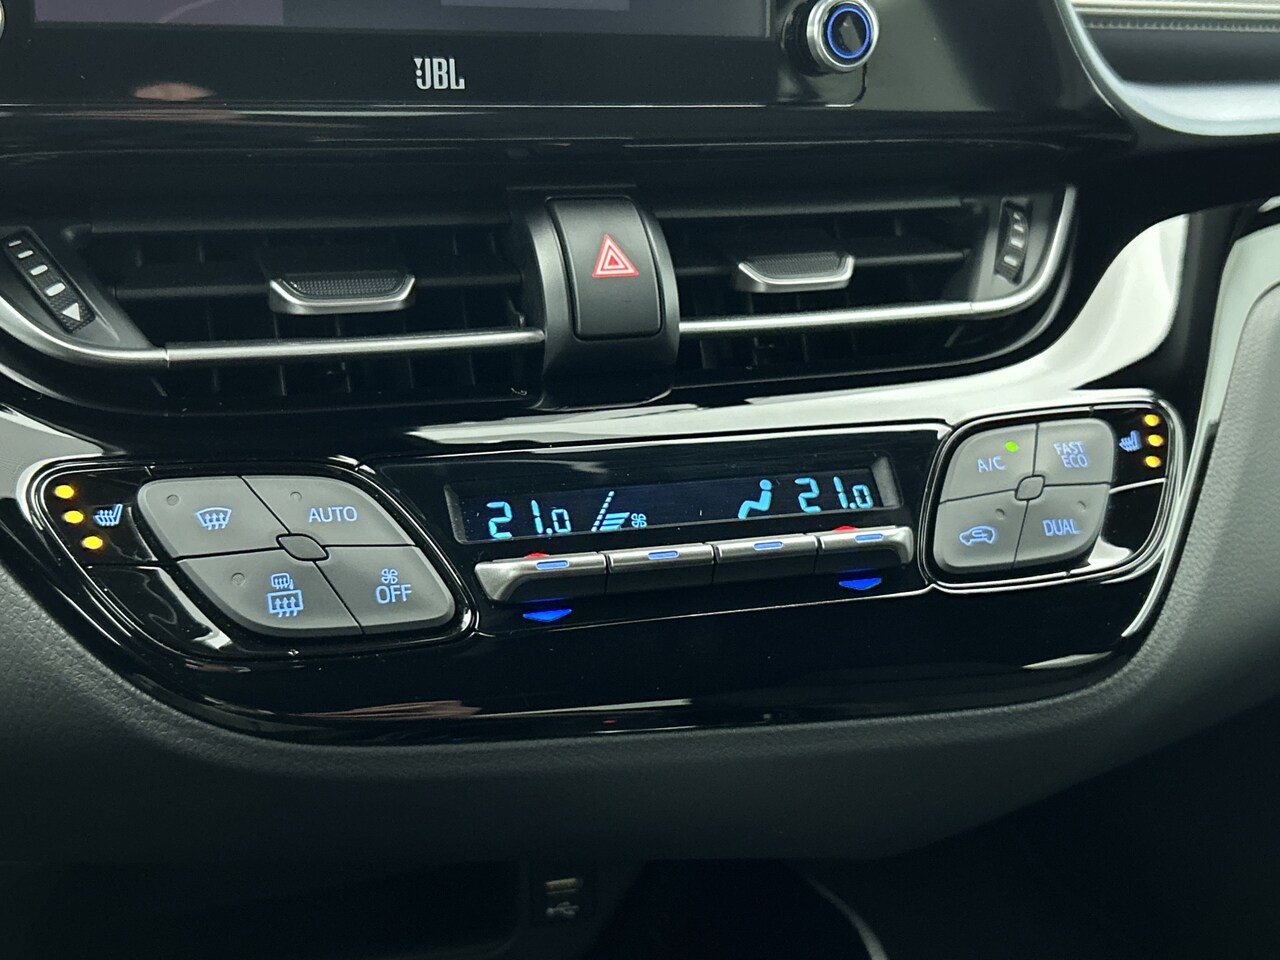 JBL
21.0
21.0
A/C
FAST
ECO
AUTO
OFF
DUAL